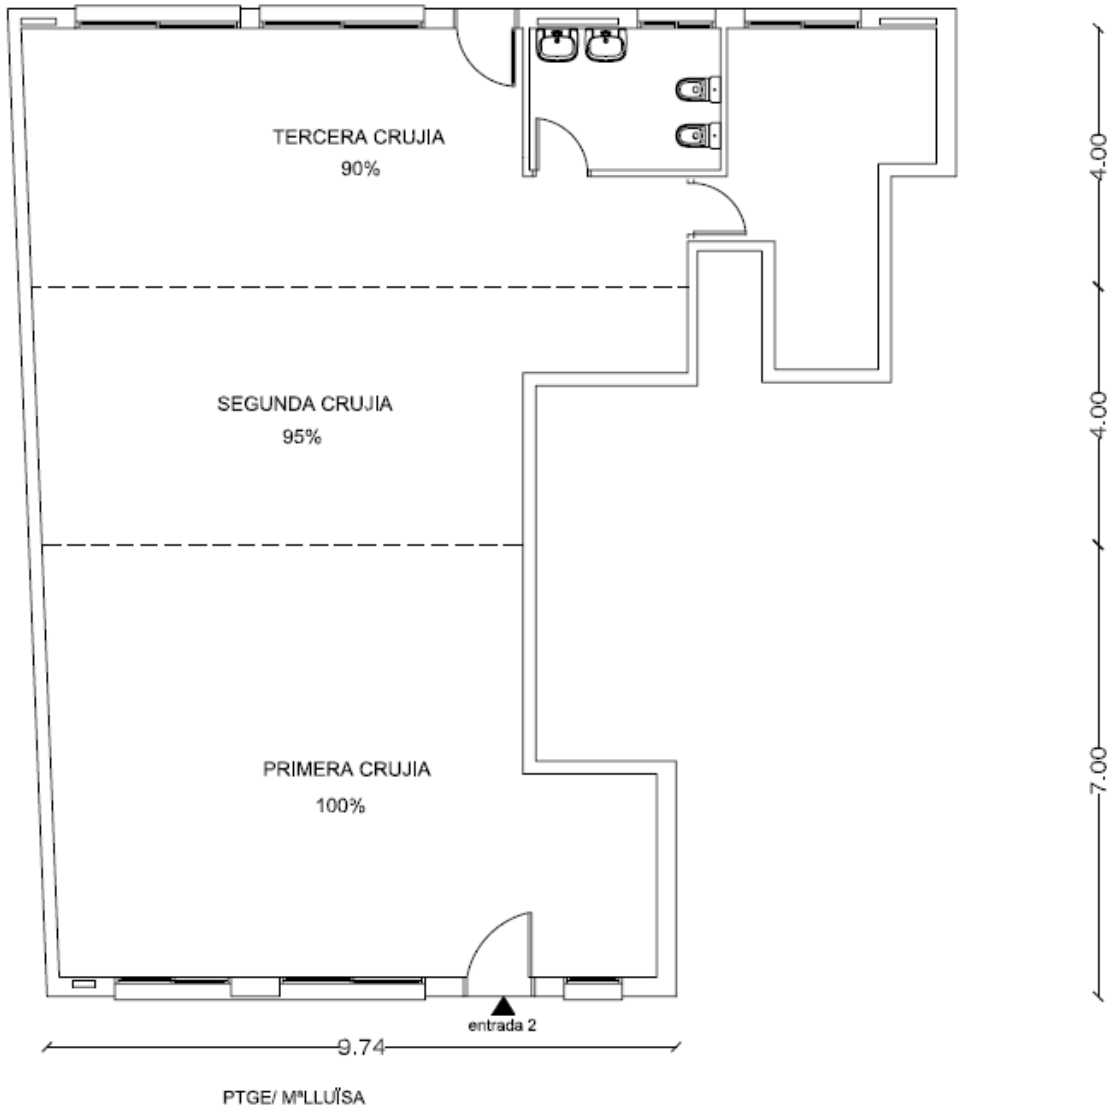 TERCERA CRUJIA
90%
4.00
SEGUNDA CRUJIA
95%
4.00
PRIMERA CRUJIA
100%
7.00
entrada 2
9.74
PTGE/ MªLLUÏSA